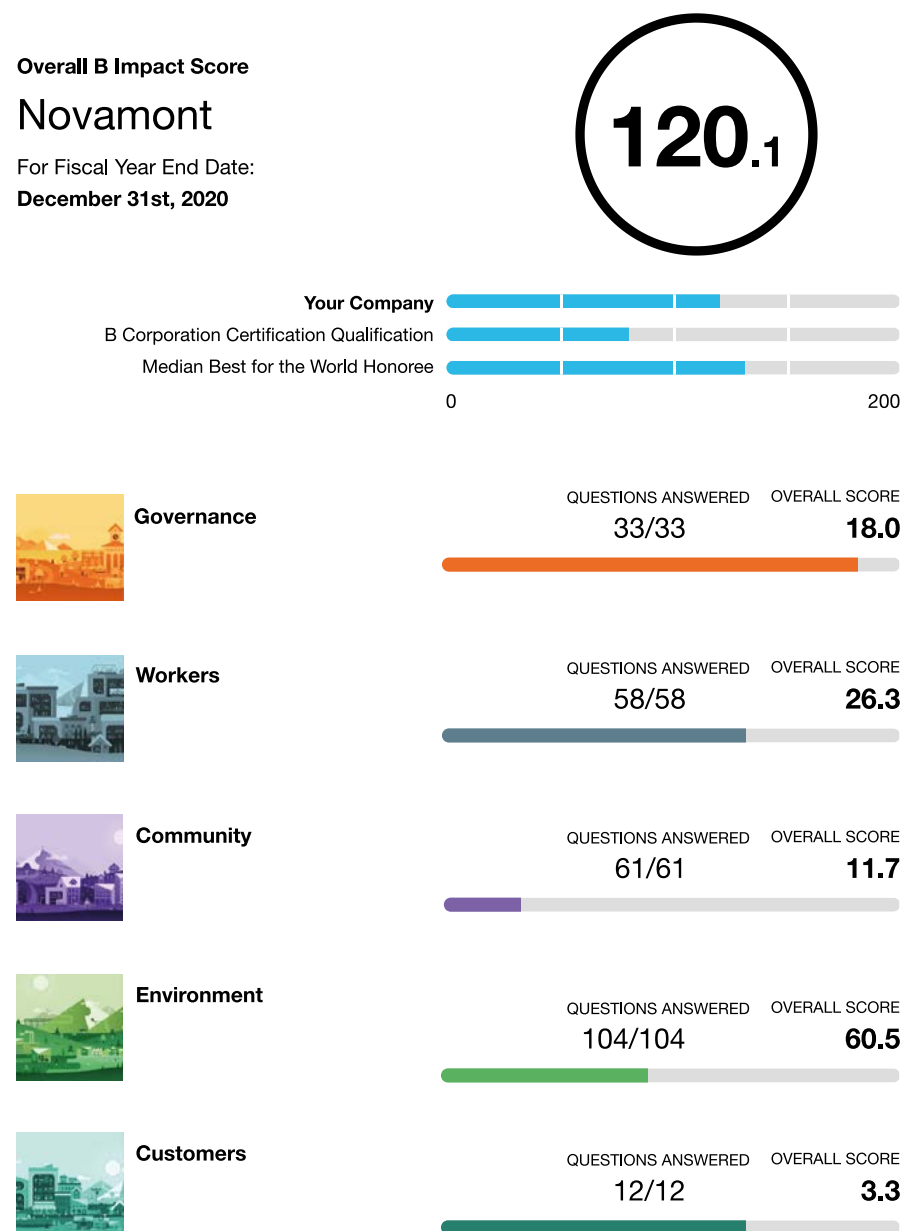 Overall B Impact Score
Novamont
For Fiscal Year End Date:
December 31st, 2020
120.1
Your Company
B Corporation Certification Qualification
Median Best for the World Honoree
0 200
Governance
QUESTIONS ANSWERED OVERALL SCORE
33/33 18.0
Workers
QUESTIONS ANSWERED OVERALL SCORE
58/58 26.3
Community
QUESTIONS ANSWERED OVERALL SCORE
61/61 11.7
Environment
QUESTIONS ANSWERED OVERALL SCORE
104/104 60.5
Customers
QUESTIONS ANSWERED OVERALL SCORE
12/12 3.3